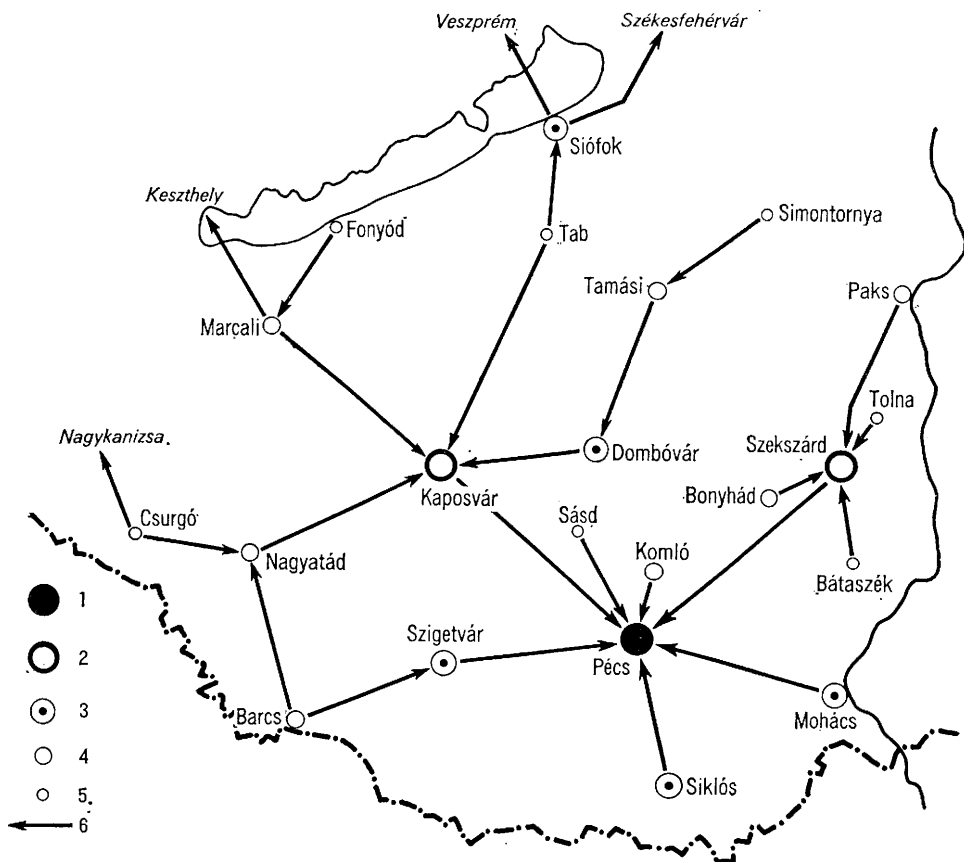 Veszprém
Székesfehérvár
Siófok
Keszthely
Fonyód
Tab
Simontornya
Tamási
Paks
Marcali
Tolna
Nagykanizsa
Szekszárd
Dombóvár
Kaposvár
Bonyhád
Csurgó
Sásd
Nagyatád
Komló
Bátaszék
1
Szigetvár
2
Pécs
3
Barcs
Mohács
4
Siklós
5
6